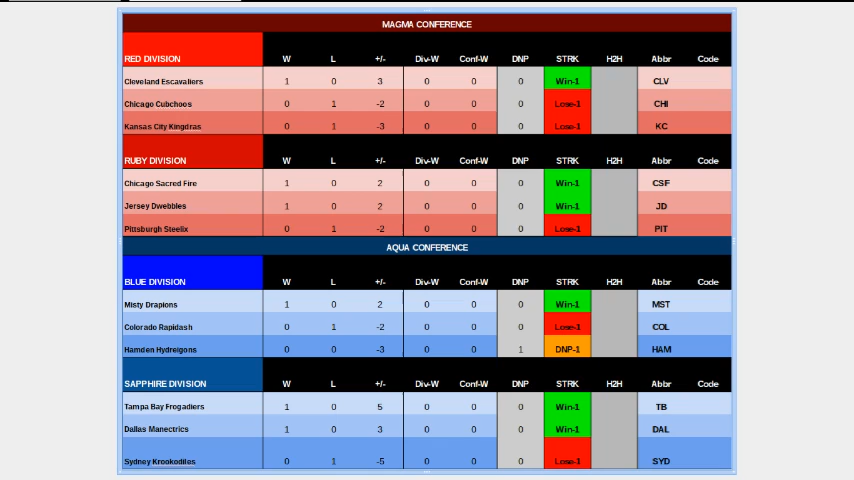 MAGMA CONFERENCE
RED DIVISION W L +/- Div-W Conf-W DNP STRK H2H Abbr Code
Cleveland Escavaliers 1 0 3 0 0 0 Win-1 CLV
Chicago Cubchoos 0 1 -2 0 0 0 Lose-1 CHI
Kansas City Kingdras 0 1 -3 0 0 0 Lose-1 KC
RUBY DIVISION W L +/- Div-W Conf-W DNP STRK H2H Abbr Code
Chicago Sacred Fire 1 0 2 0 0 0 Win-1 CSF
Jersey Dwebbles 1 0 2 0 0 0 Win-1 JD
Pittsburgh Steelix 0 1 -2 0 0 0 Lose-1 PIT
AQUA CONFERENCE
BLUE DIVISION W L +/- Div-W Conf-W DNP STRK H2H Abbr Code
Misty Drapions 1 0 2 0 0 0 Win-1 MST
Colorado Rapidash 0 1 -2 0 0 0 Lose-1 COL
Hamden Hydreigons 0 0 -3 0 0 1 DNP-1 HAM
SAPPHIRE DIVISION W L +/- Div-W Conf-W DNP STRK H2H Abbr Code
Tampa Bay Frogadiers 1 0 5 0 0 0 Win-1 TB
Dallas Manectrics 1 0 3 0 0 0 Win-1 DAL
Sydney Krookodiles 0 1 -5 0 0 0 Lose-1 SYD